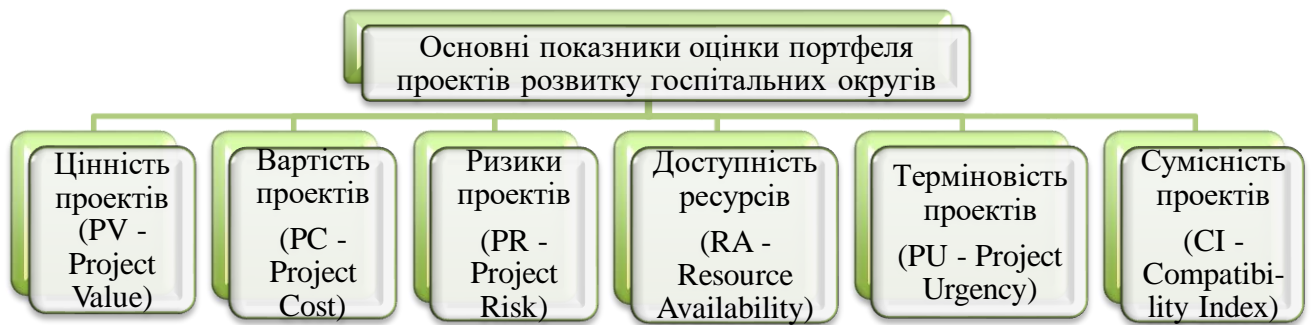 Основні показники оцінки портфеля
проектів розвитку госпітальних округів
Цінність
проектів
(PV -
Project
Value)
Вартість
проектів
(PC -
Project
Cost)
Ризики
проектів
(PR -
Project
Risk)
Доступність
ресурсів
(RA -
Resource
Availability)
Терміновість
проектів
(PU - Project
Urgency)
Сумісність
проектів
(CI -
Compatibi-
lity Index)